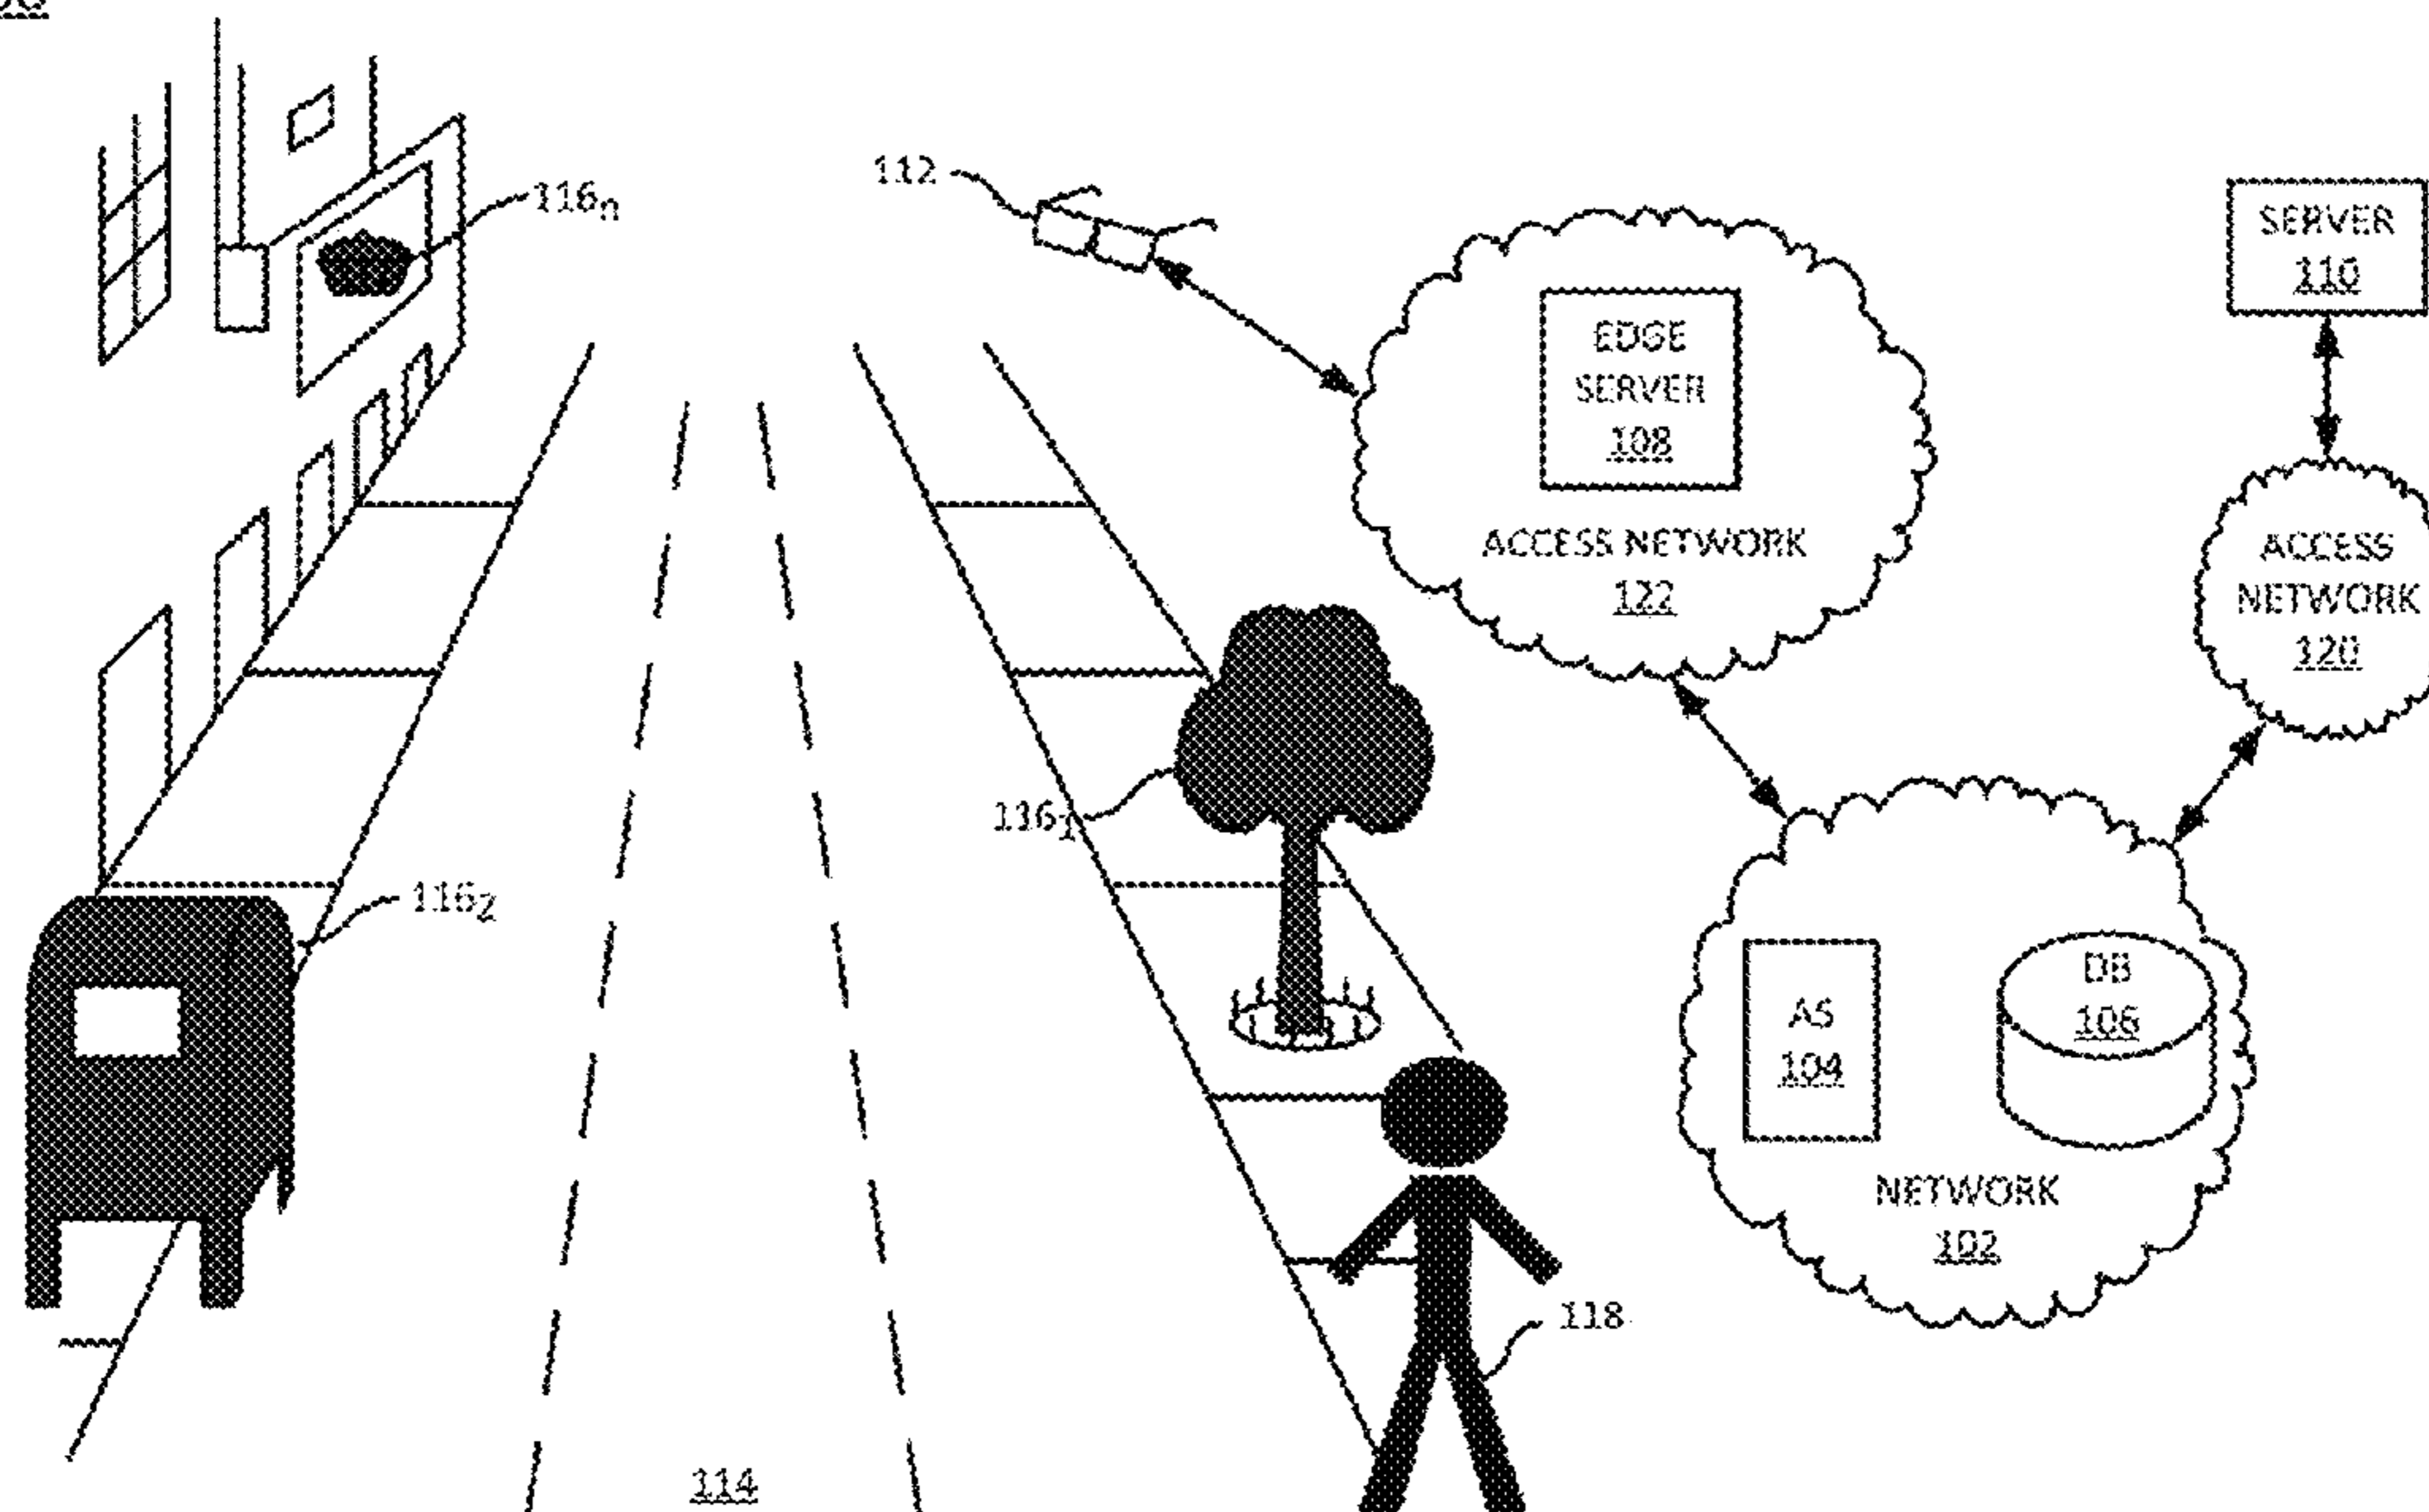 116n
112
SERVER
110
EDGE
SERVER
108
ACCESS NETWORK
122
ACCESS
NETWORK
120
1161
1162
DB
106
AS
104
NETWORK
102
118
114